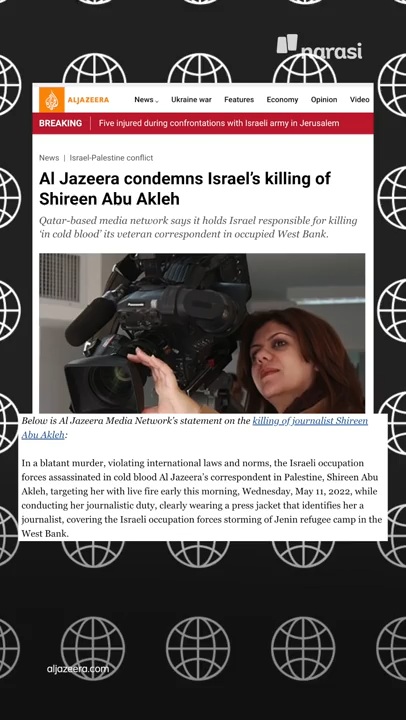 narasi
ALJAZEERA News Ukraine war Features Economy Opinion Video
BREAKING Five injured during confrontations with Israeli army in Jerusalem
News | Israel-Palestine conflict
Al Jazeera condemns Israel's killing of
Shireen Abu Akleh
Qatar-based media network says it holds Israel responsible for killing
'in cold blood' its veteran correspondent in occupied West Bank.
Below is Al Jazeera Media Network's statement on the killing of journalist Shireen
Abu Akleh:
In a blatant murder, violating international laws and norms, the Israeli occupation
forces assassinated in cold blood Al Jazeera's correspondent in Palestine, Shireen Abu
Akleh, targeting her with live fire early this morning, Wednesday, May 11, 2022, while
conducting her journalistic duty, clearly wearing a press jacket that identifies her a
journalist, covering the Israeli occupation forces storming of Jenin refugee camp in the
West Bank.
aljazeera.com